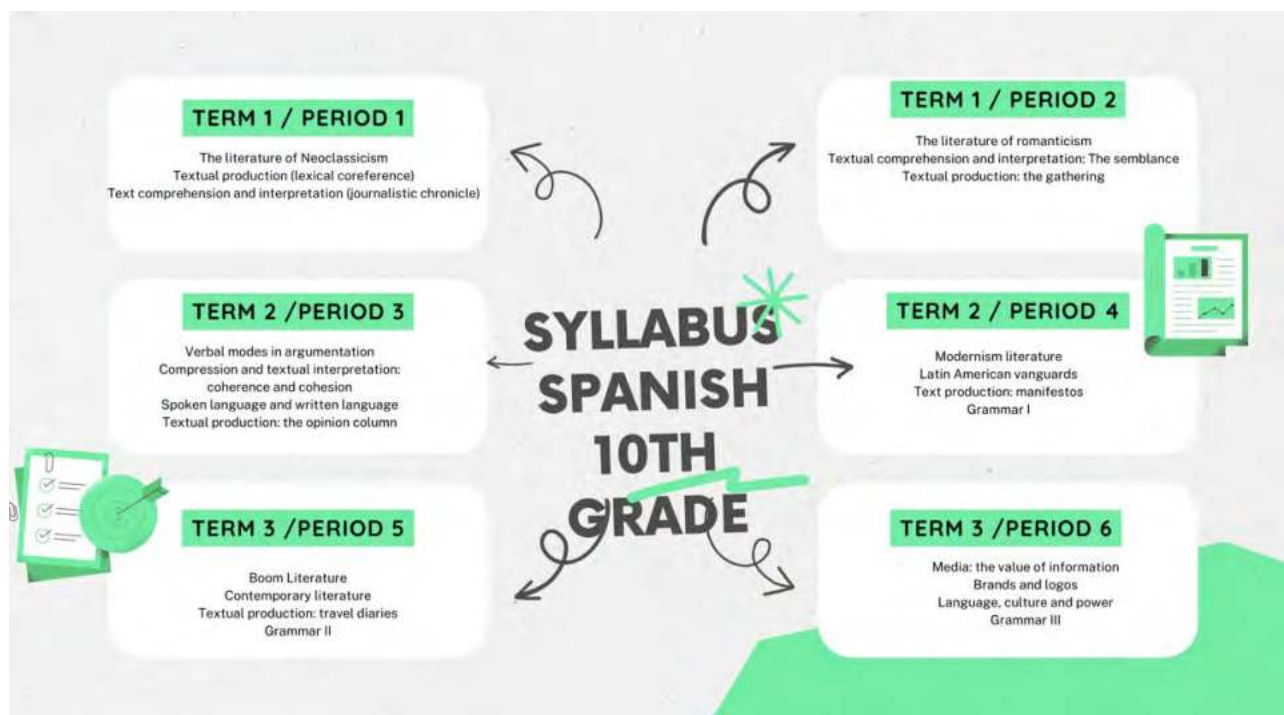 TERM 1 / PERIOD 1
The literature of Neoclassicism
Textual production (lexical coreference)
Text comprehension and interpretation (journalistic chronicle)
TERM 1 / PERIOD 2
The literature of romanticism
Textual comprehension and interpretation: The semblance
Textual production: the gathering
SYLLABUS
SPANISH
10TH
GRADE
TERM 2 /PERIOD 3
Verbal modes in argumentation
Compression and textual interpretation:
coherence and cohesion
Spoken language and written language
Textual production: the opinion column
TERM 2 / PERIOD 4
Modernism literature
Latin American vanguards
Text production: manifestos
Grammar I
TERM 3 /PERIOD 5
Boom Literature
Contemporary literature
Textual production: travel diaries
Grammar II
TERM 3 /PERIOD 6
Media: the value of information
Brands and logos
Language, culture and power
Grammar III